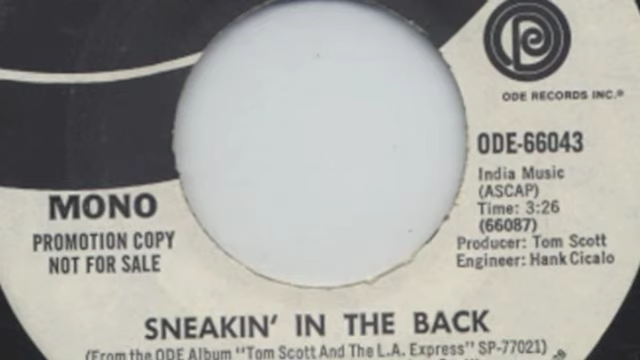 ODE RECORDS INC.®
ODE-66043
India Music
(ASCAP)
Time: 3:26
(66087)
Producer: Tom Scott
Engineer: Hank Cicalo
MONO
PROMOTION COPY
NOT FOR SALE
SNEAKIN' IN THE BACK
(From the ODE Album "Tom Scott And The L.A. Express" SP-77021)